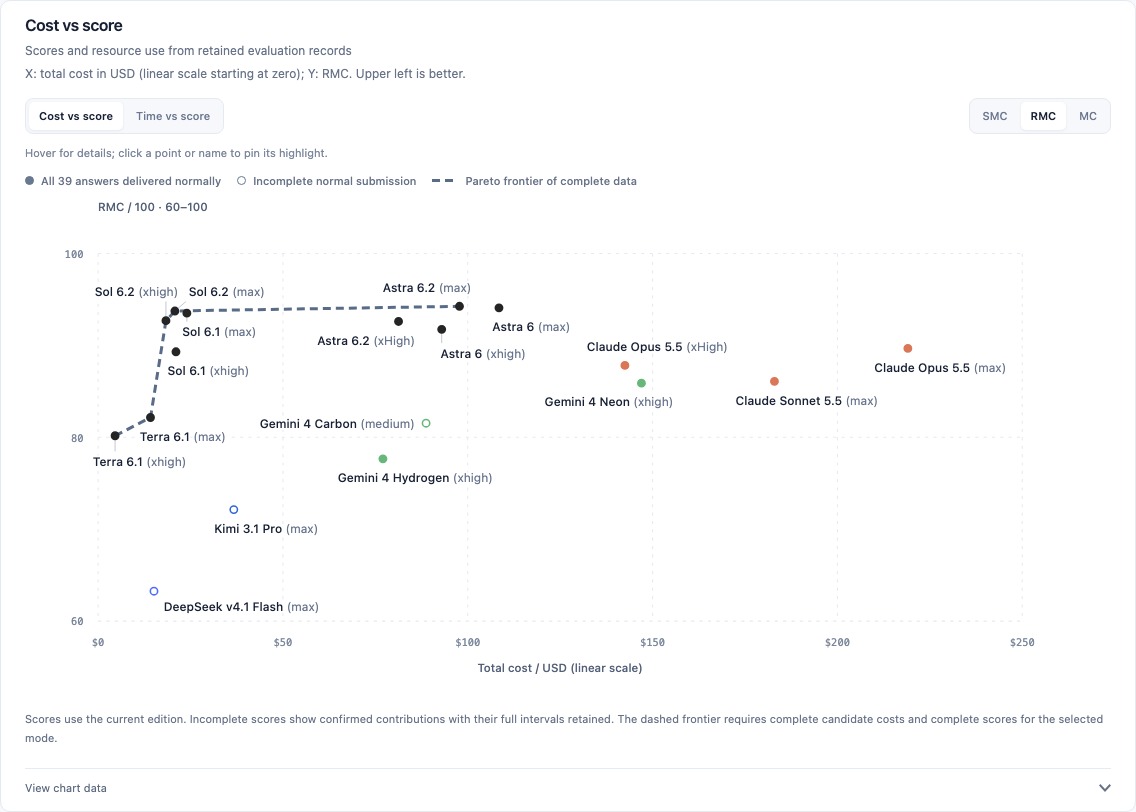 Cost vs score
Scores and resource use from retained evaluation records
X: total cost in USD (linear scale starting at zero); Y: RMC. Upper left is better.
Cost vs score Time vs score SMC RMC MC
Hover for details; click a point or name to pin its highlight.
All 39 answers delivered normally Incomplete normal submission Pareto frontier of complete data
RMC / 100 · 60–100
100
Sol 6.2 (xhigh) Sol 6.2 (max) Astra 6.2 (max)
Sol 6.1 (max) Astra 6.2 (xHigh) Astra 6 (max)
Sol 6.1 (xhigh) Astra 6 (xhigh) Claude Opus 5.5 (xHigh)
Claude Opus 5.5 (max)
Gemini 4 Neon (xhigh) Claude Sonnet 5.5 (max)
Gemini 4 Carbon (medium)
80 Terra 6.1 (max)
Terra 6.1 (xhigh)
Gemini 4 Hydrogen (xhigh)
Kimi 3.1 Pro (max)
DeepSeek v4.1 Flash (max)
60
$0 $50 $100 $150 $200 $250
Total cost / USD (linear scale)
Scores use the current edition. Incomplete scores show confirmed contributions with their full intervals retained. The dashed frontier requires complete candidate costs and complete scores for the selected
mode.
View chart data